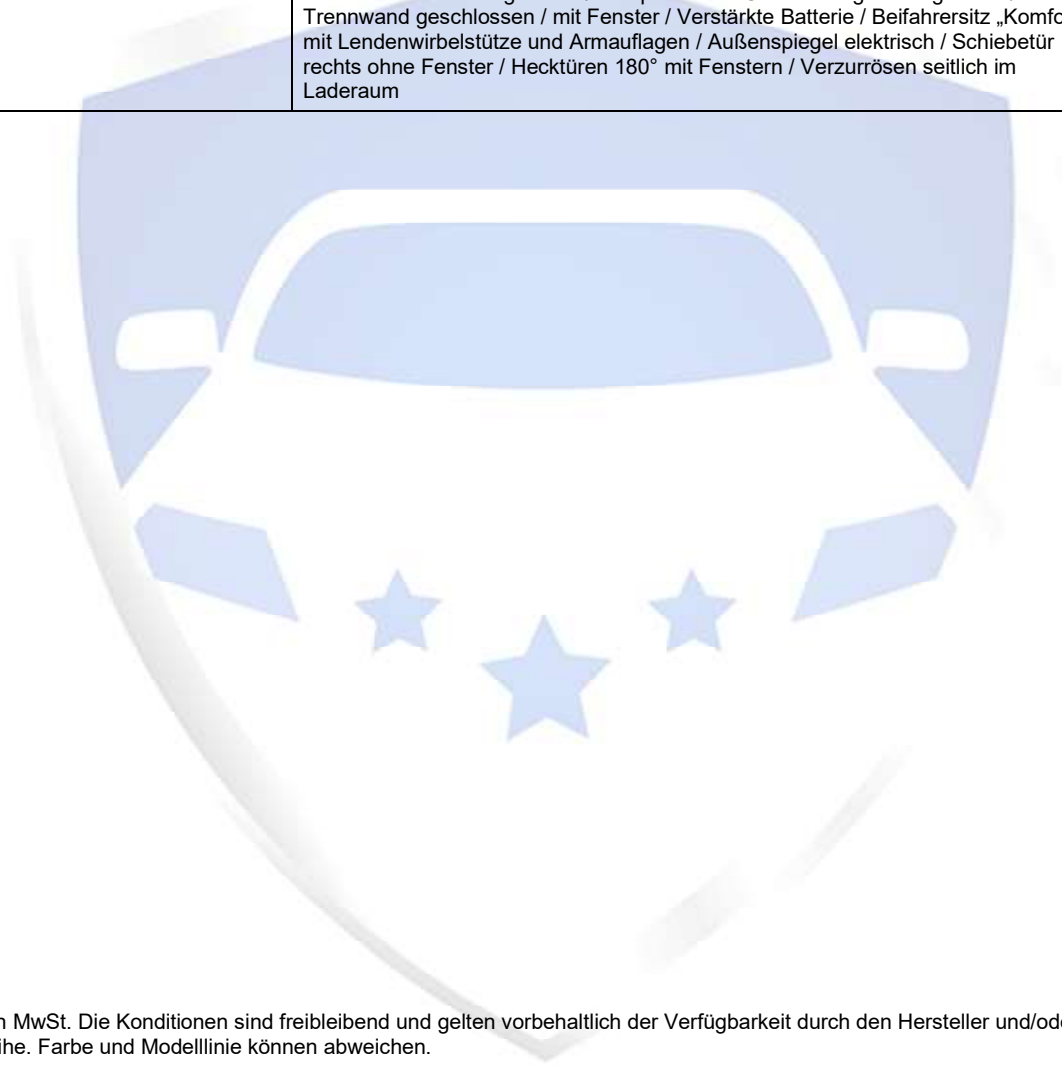 Trennwand geschlossen / mit Fenster / Verstärkte Batterie / Beifahrersitz „Komfo
mit Lendenwirbelstütze und Armauflagen / Außenspiegel elektrisch / Schiebetür
rechts ohne Fenster / Hecktüren 180° mit Fenstern / Verzurrösen seitlich im
Laderaum
n MwSt. Die Konditionen sind freibleibend und gelten vorbehaltlich der Verfügbarkeit durch den Hersteller und/ode
ihe. Farbe und Modelllinie können abweichen.